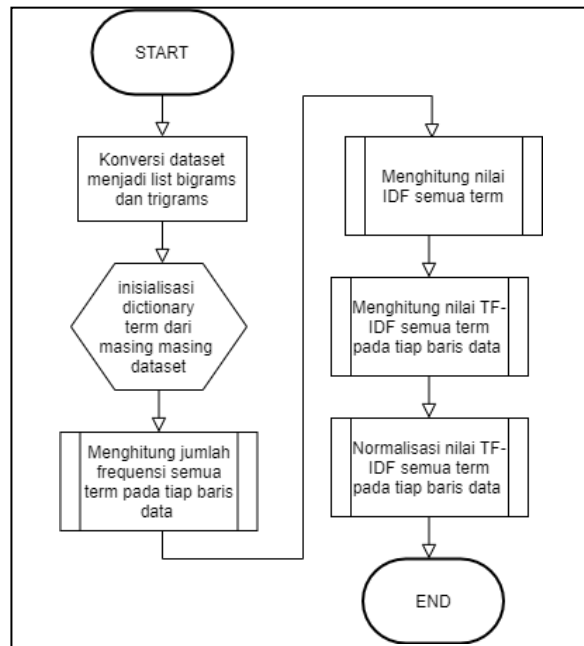 START
Konversi dataset
menjadi list bigrams
dan trigrams
inisialisasi
dictionary
term dari
masing masing
dataset
Menghitung jumlah
frekuensi semua
term pada tiap baris
data
Menghitung nilai
IDF semua term
Menghitung nilai TF-
IDF semua term
pada tiap baris data
Normalisasi nilai TF-
IDF semua term
pada tiap baris data
END